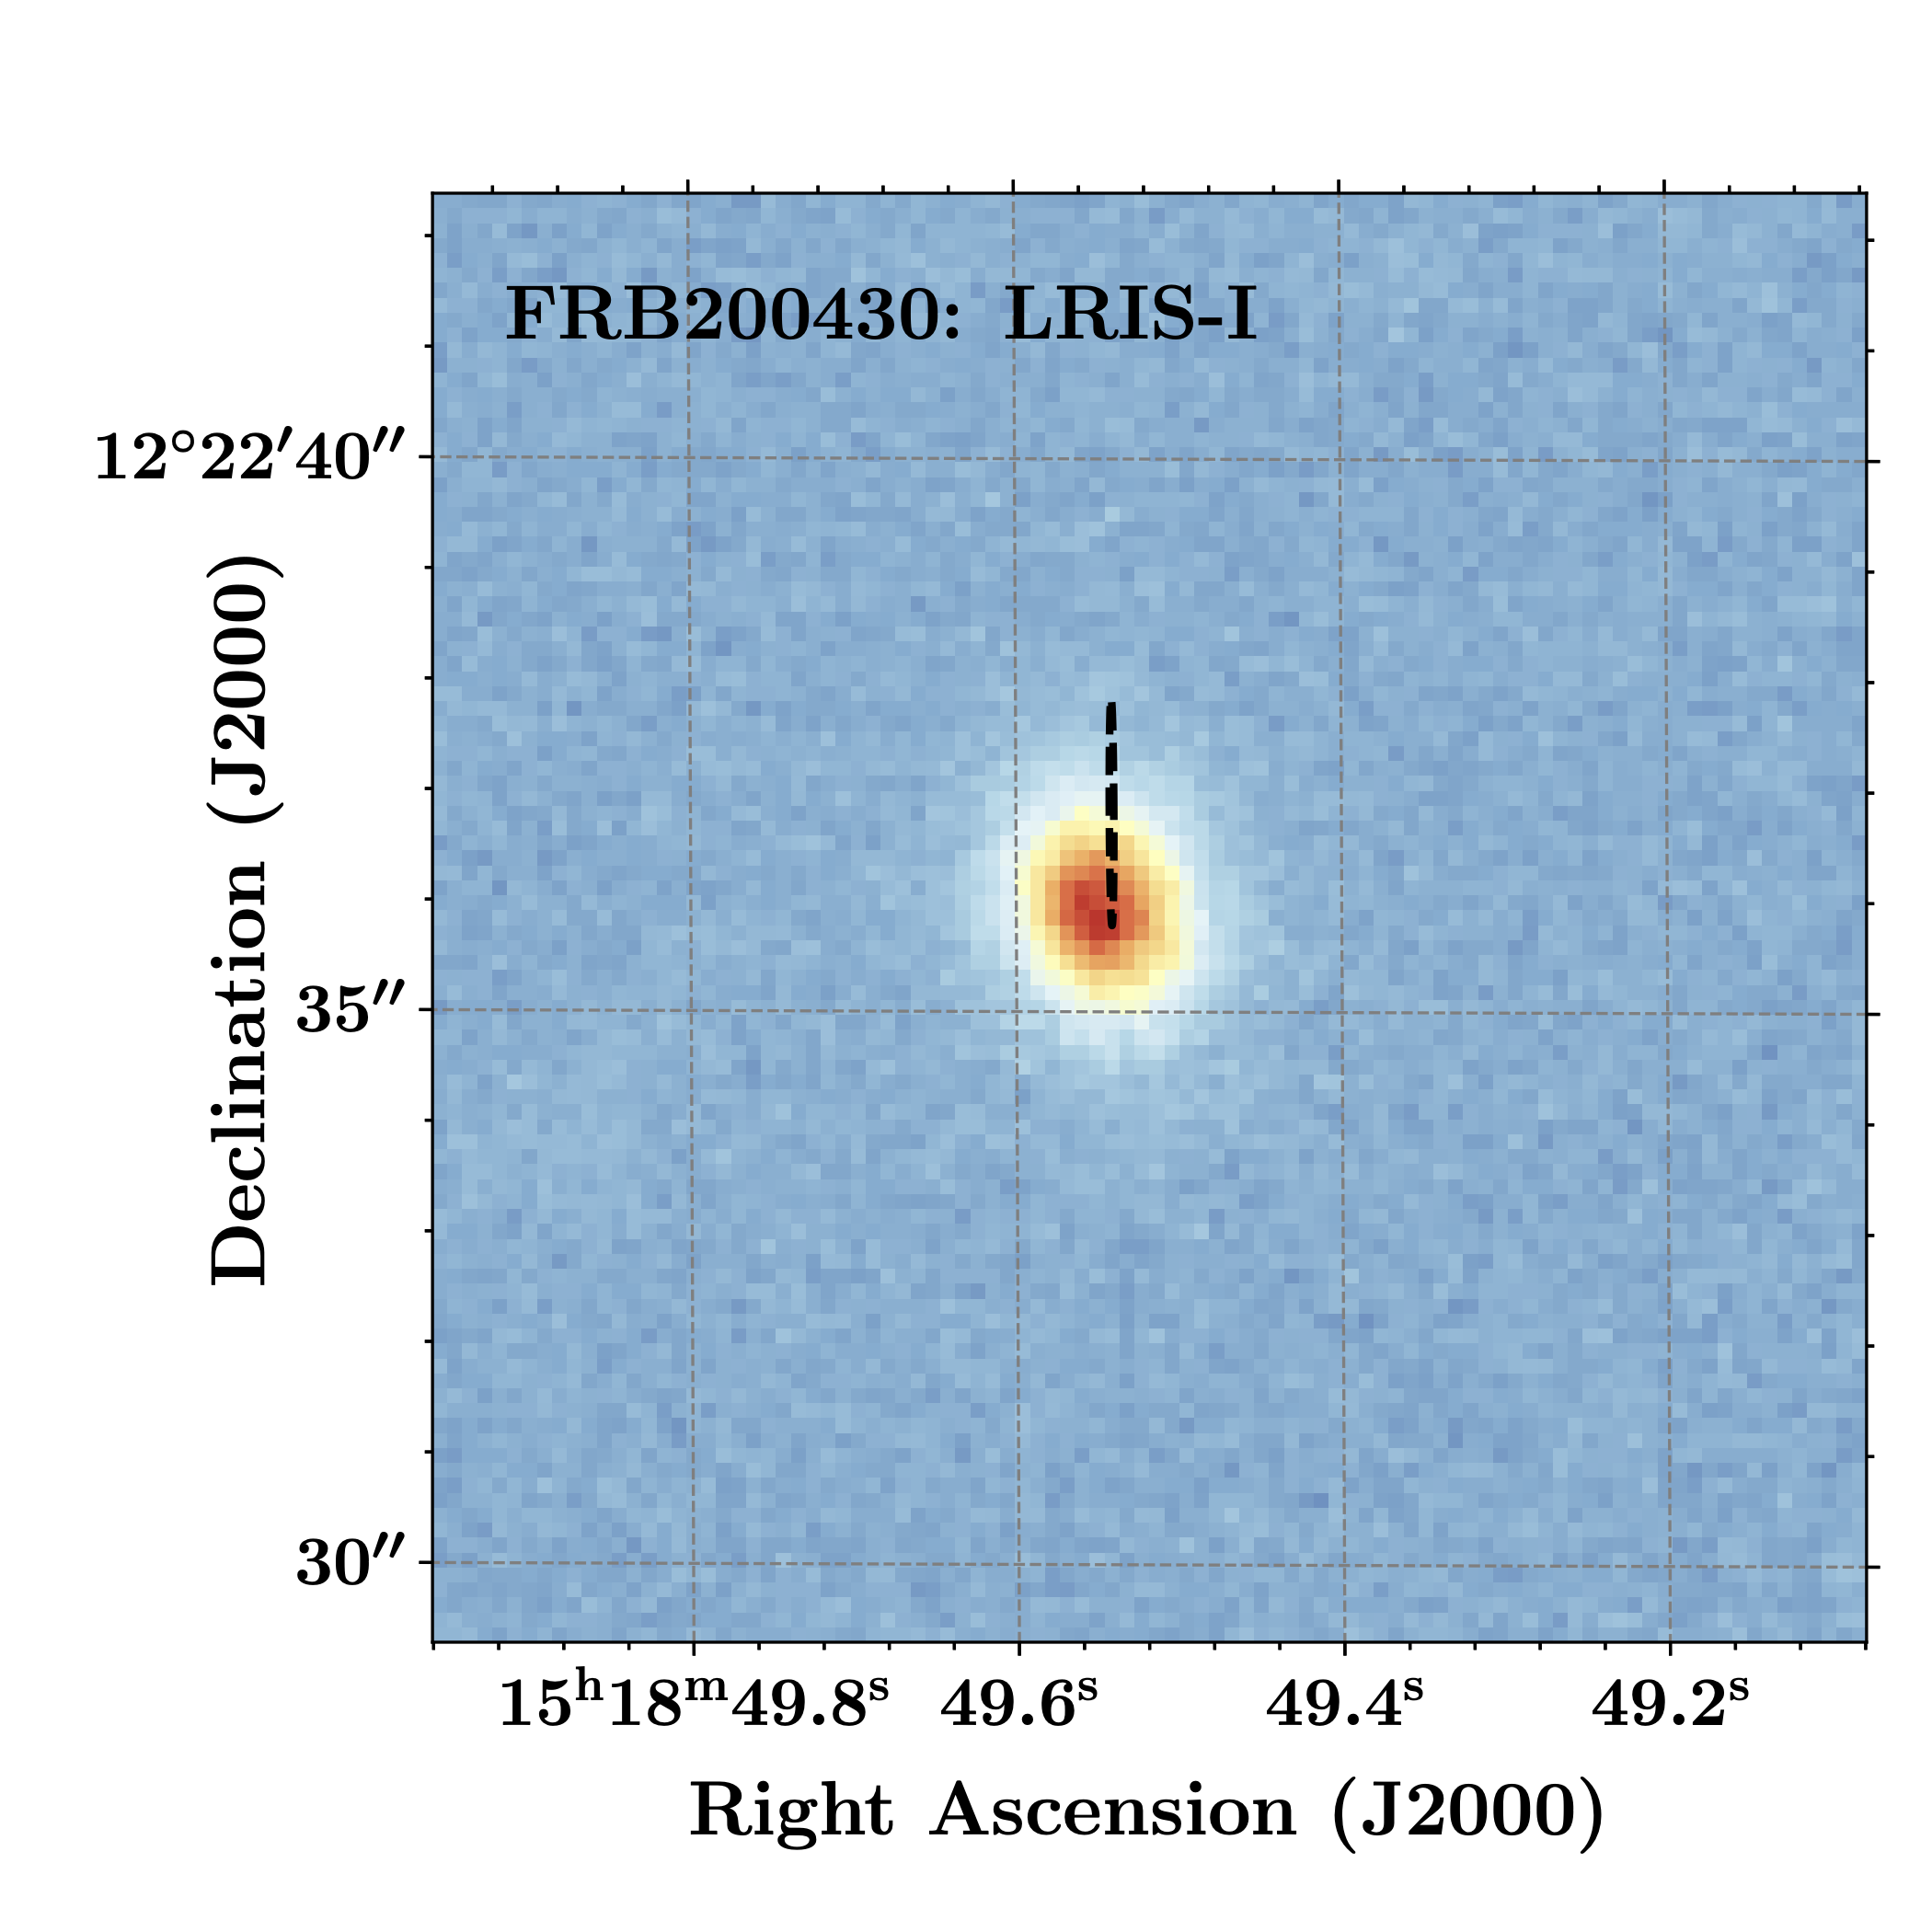 FRB200430: LRIS-I
12°22′40″
35″
30″
Declination (J2000)
15ʰ18ᵐ49.8ˢ 49.6ˢ 49.4ˢ 49.2ˢ
Right Ascension (J2000)